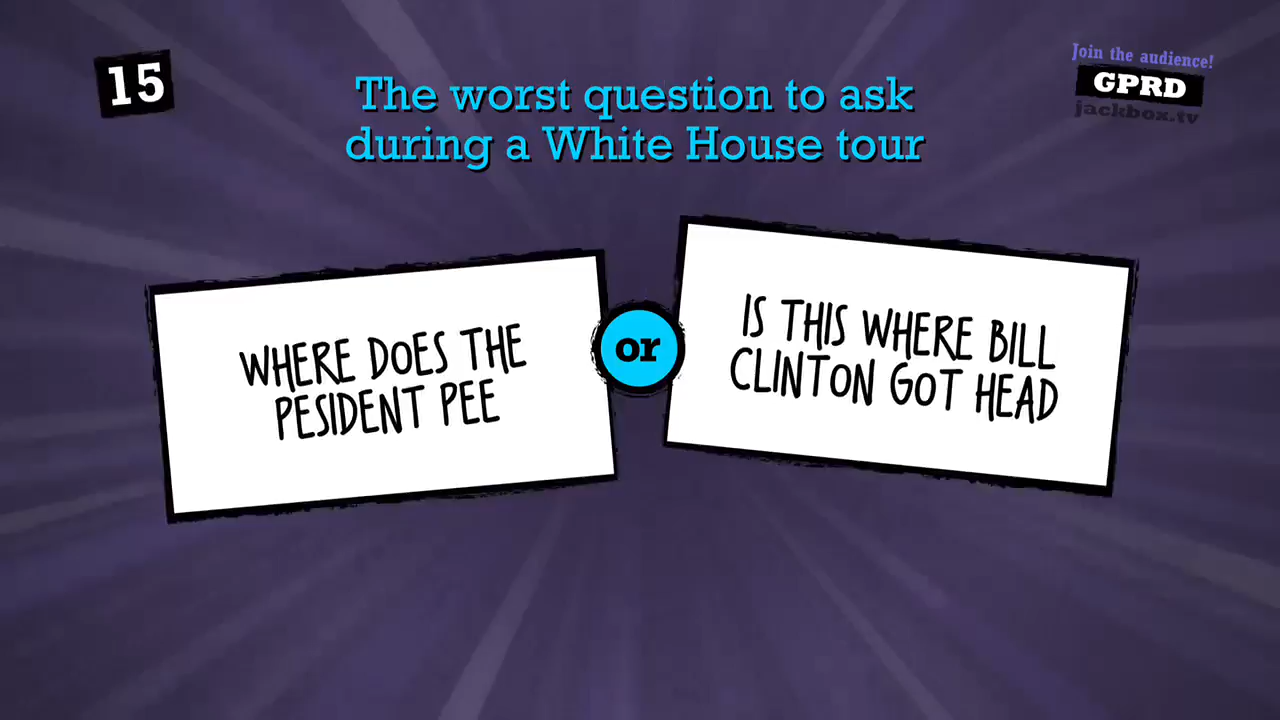 15
The worst question to ask
during a White House tour
Join the audience!
GPRD
jackbox.tv
WHERE DOES THE
PESIDENT PEE
or
IS THIS WHERE BILL
CLINTON GOT HEAD